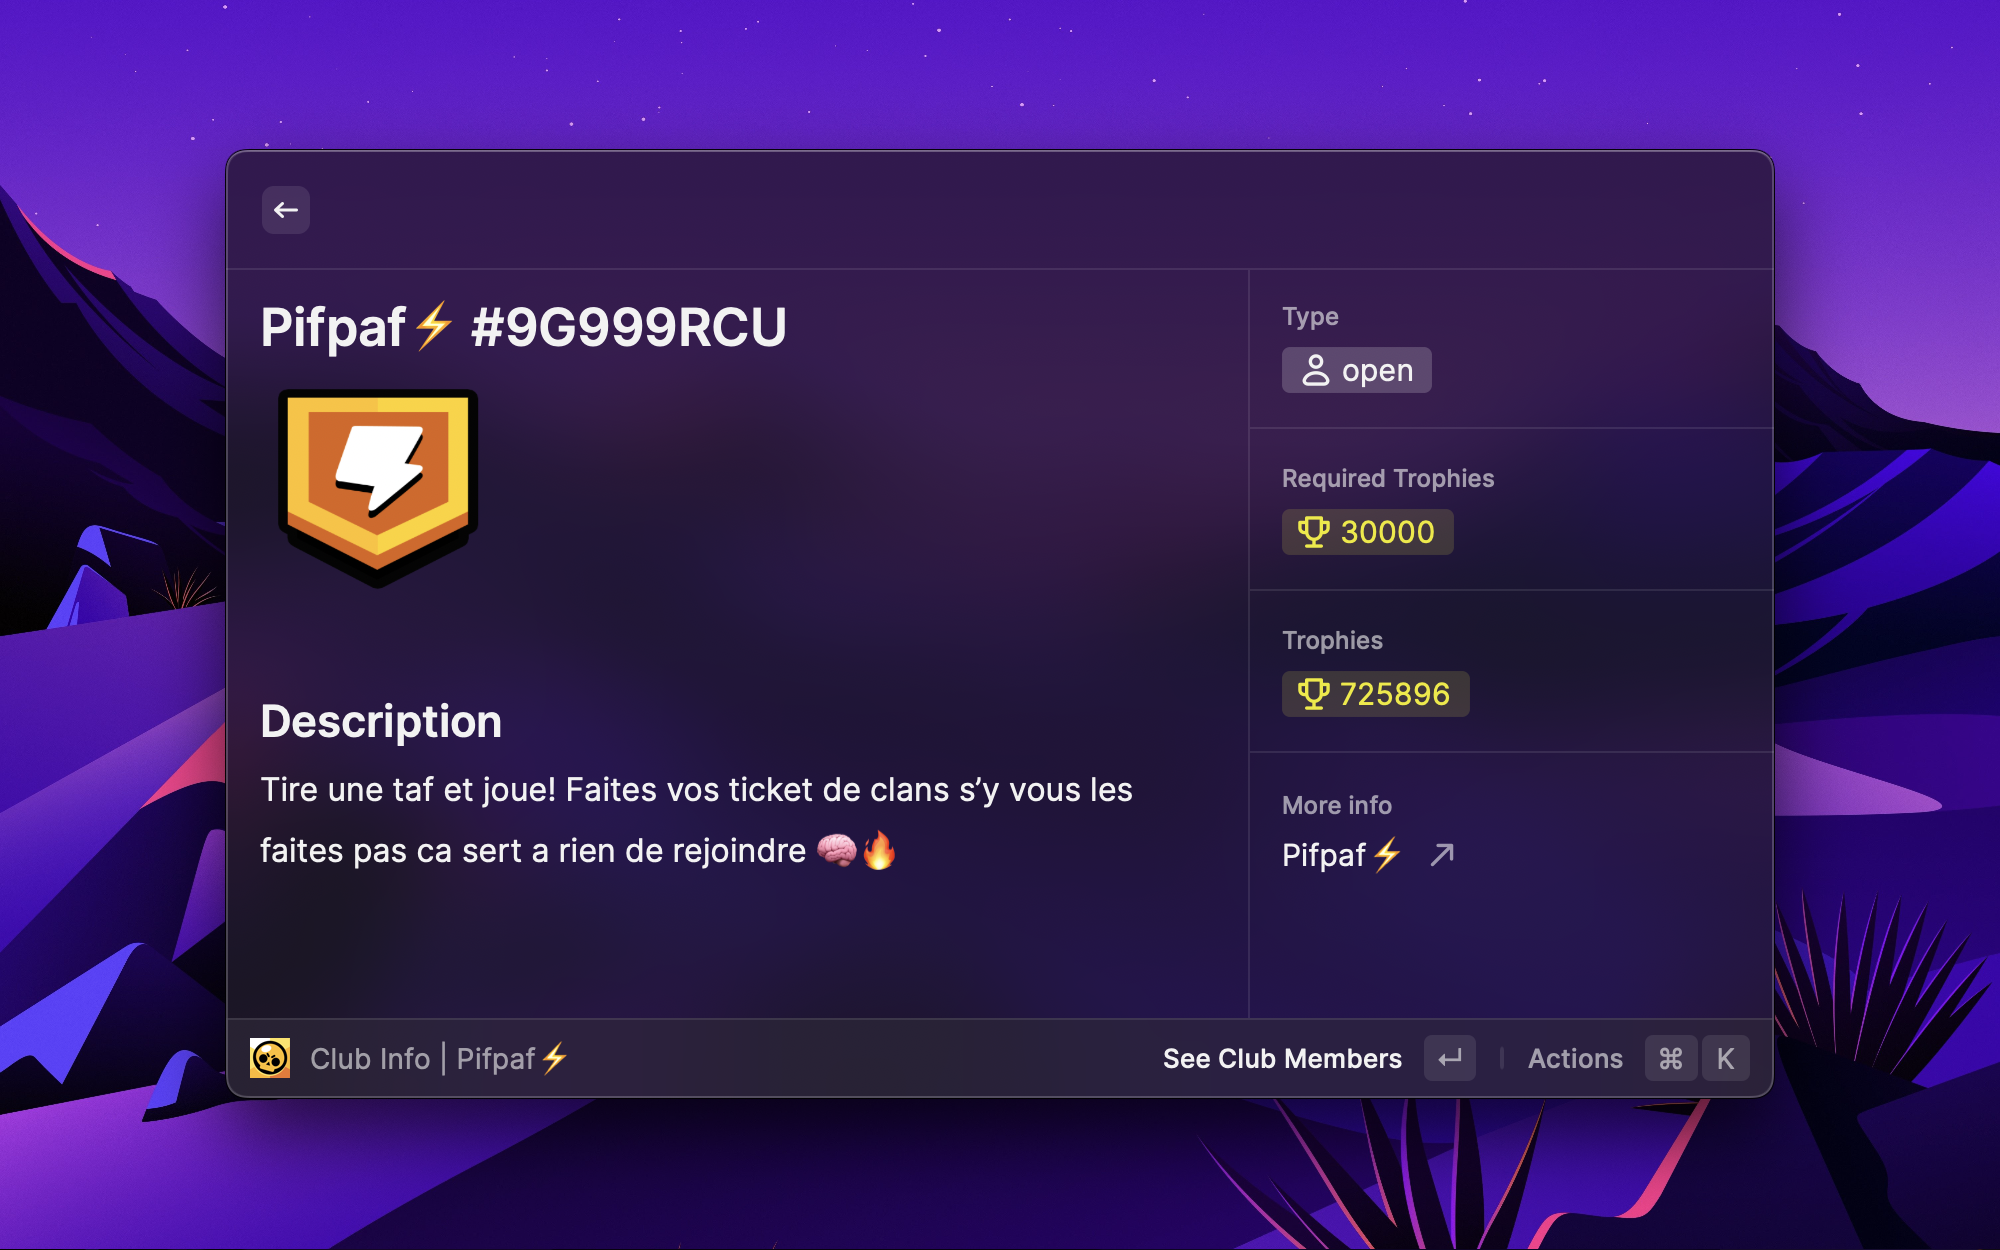 Pifpaf⚡ #9G999RCU
Type
open
Required Trophies
30000
Trophies
725896
Description
Tire une taf et joue! Faites vos ticket de clans s’y vous les
faites pas ca sert a rien de rejoindre 🧠🔥
More info
Pifpaf⚡ ↗
Club Info | Pifpaf⚡
See Club Members ↵ | Actions ⌘ K